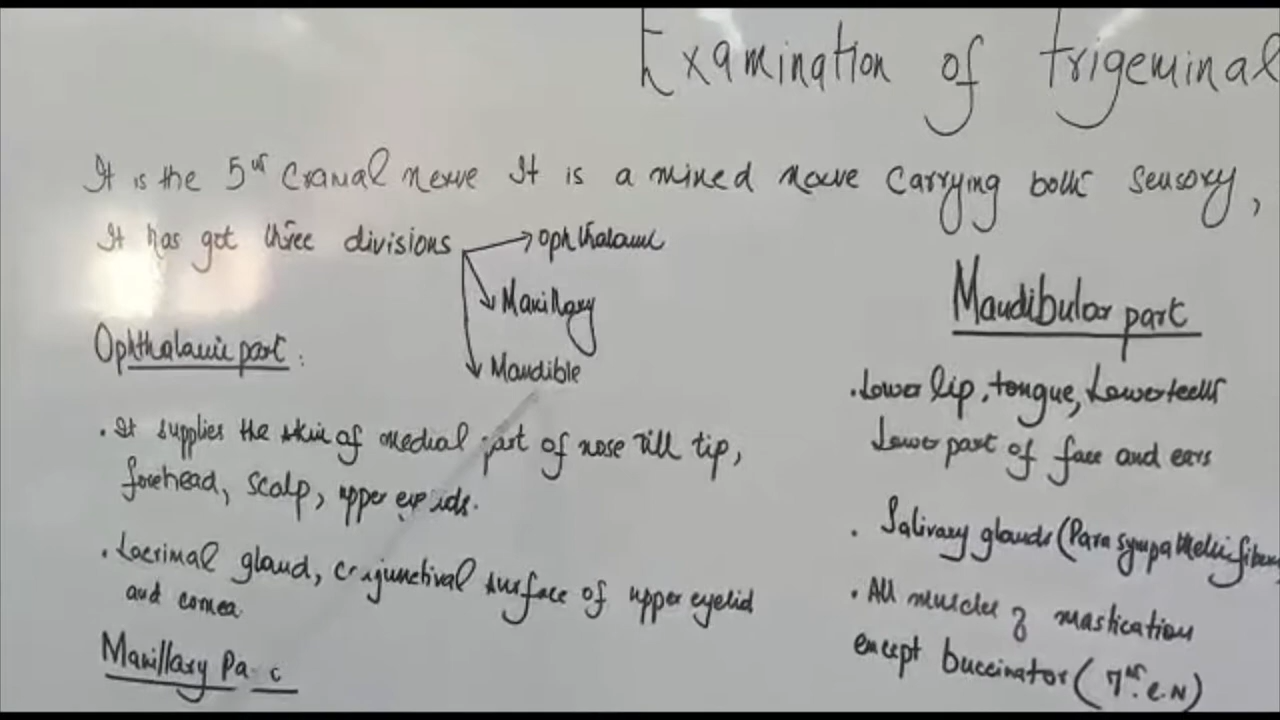 Examination of trigeminal
It is the 5th Cranial nerve It is a mixed nerve carrying both sensory,
It has got three divisions
Ophthalamic
Maxillary
Mandible
Ophthalamic part:
. It supplies the skin of medial part of nose till tip,
forehead, scalp, upper eyelids.
. Lacrimal gland, conjunctival surface of upper eyelid
and cornea
Maxillary Pa
Mandibular part
. Lower lip, tongue, Lower teeth
Lower part of face and ears
. Salivary glands (Parasympathetic fibers
. All muscles of mastication
except buccinator (7th C.N)